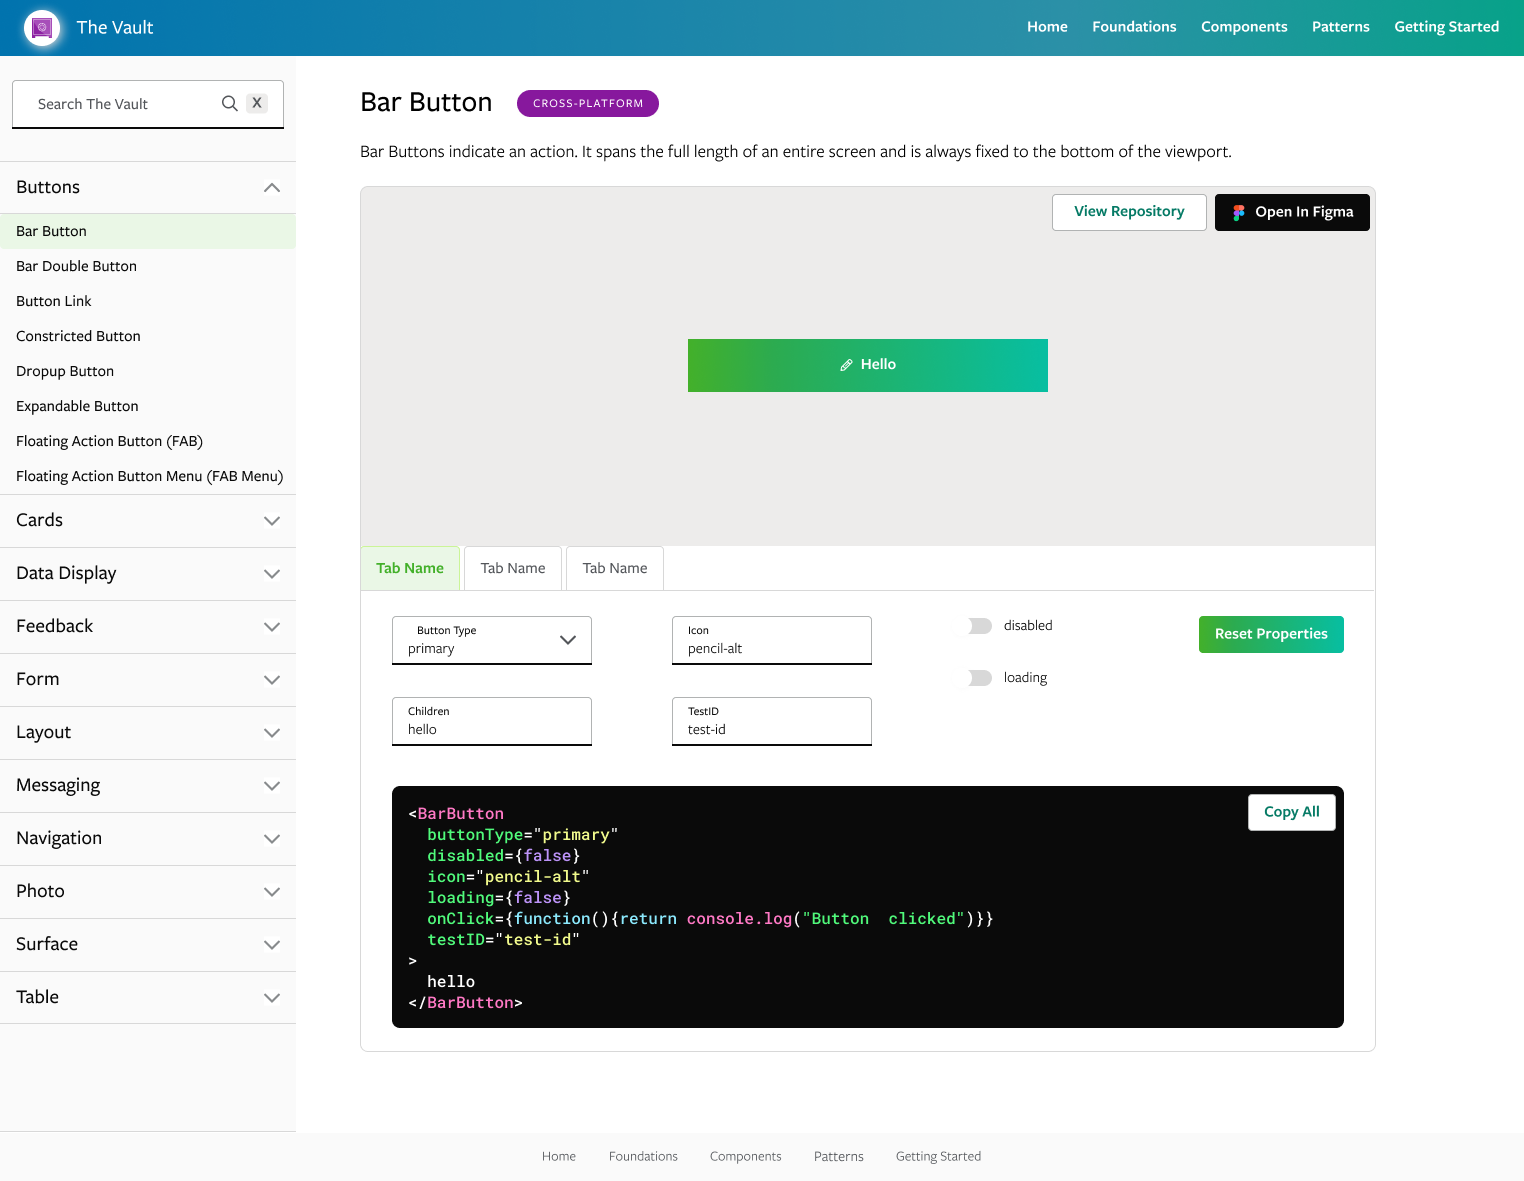 The Vault
Home Foundations Components Patterns Getting Started
Search The Vault X
Buttons
Bar Button
Bar Double Button
Button Link
Constricted Button
Dropup Button
Expandable Button
Floating Action Button (FAB)
Floating Action Button Menu (FAB Menu)
Cards
Data Display
Feedback
Form
Layout
Messaging
Navigation
Photo
Surface
Table
Bar Button CROSS-PLATFORM
Bar Buttons indicate an action. It spans the full length of an entire screen and is always fixed to the bottom of the viewport.
View Repository Open In Figma
Hello
Tab Name Tab Name Tab Name
Button Type
primary
Icon
pencil-alt
disabled
loading
Reset Properties
Children
hello
TestID
test-id
Copy All
<BarButton
  buttonType="primary"
  disabled={false}
  icon="pencil-alt"
  loading={false}
  onClick={function(){return console.log("Button  clicked")}}
  testID="test-id"
>
  hello
</BarButton>
Home Foundations Components Patterns Getting Started